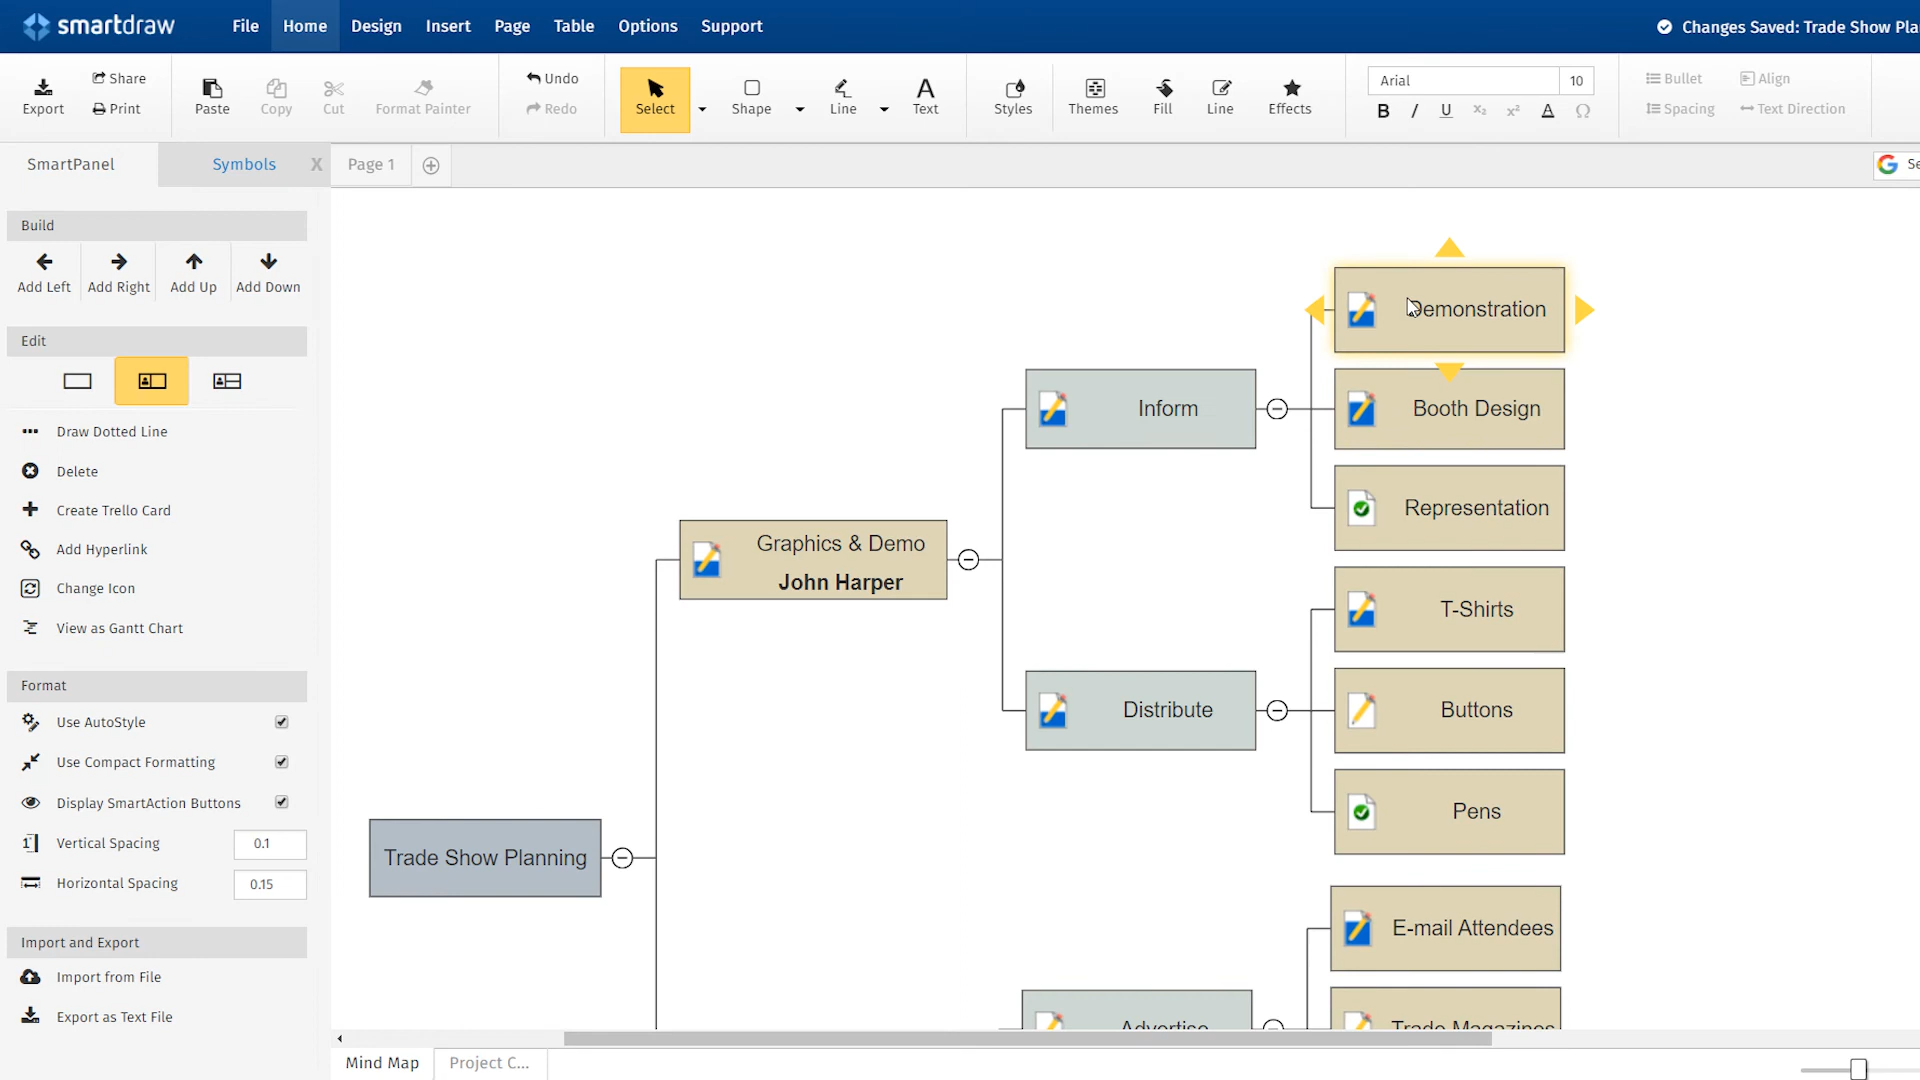 smartdraw
File Home Design Insert Page Table Options Support
Changes Saved: Trade Show Pla
Export Share Print Paste Copy Cut Format Painter Undo Redo Select Shape Line Text Styles Themes Fill Line Effects
Arial 10
B I U X₂ X² A Ω
Bullet Align
Spacing Text Direction
SmartPanel Symbols X Page 1
Se
Build
Add Left Add Right Add Up Add Down
Edit
Draw Dotted Line
Delete
Create Trello Card
Add Hyperlink
Change Icon
View as Gantt Chart
Format
Use AutoStyle
Use Compact Formatting
Display SmartAction Buttons
Vertical Spacing 0.1
Horizontal Spacing 0.15
Import and Export
Import from File
Export as Text File
Trade Show Planning
Graphics & Demo
John Harper
Inform
Demonstration
Booth Design
Representation
Distribute
T-Shirts
Buttons
Pens
Advertise
E-mail Attendees
Trade Magazines
Mind Map Project C...